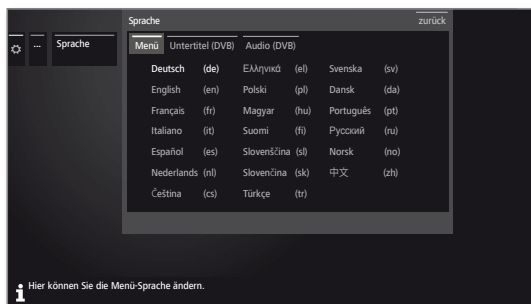 Sprache zurück
... Sprache
Menü Untertitel (DVB) Audio (DVB)
Deutsch (de) Ελληνικά (el) Svenska (sv)
English (en) Polski (pl) Dansk (da)
Français (fr) Magyar (hu) Português (pt)
Italiano (it) Suomi (fi) Русский (ru)
Español (es) Slovenščina (sl) Norsk (no)
Nederlands (nl) Slovenčina (sk) 中文 (zh)
Čeština (cs) Türkçe (tr)
Hier können Sie die Menü-Sprache ändern.